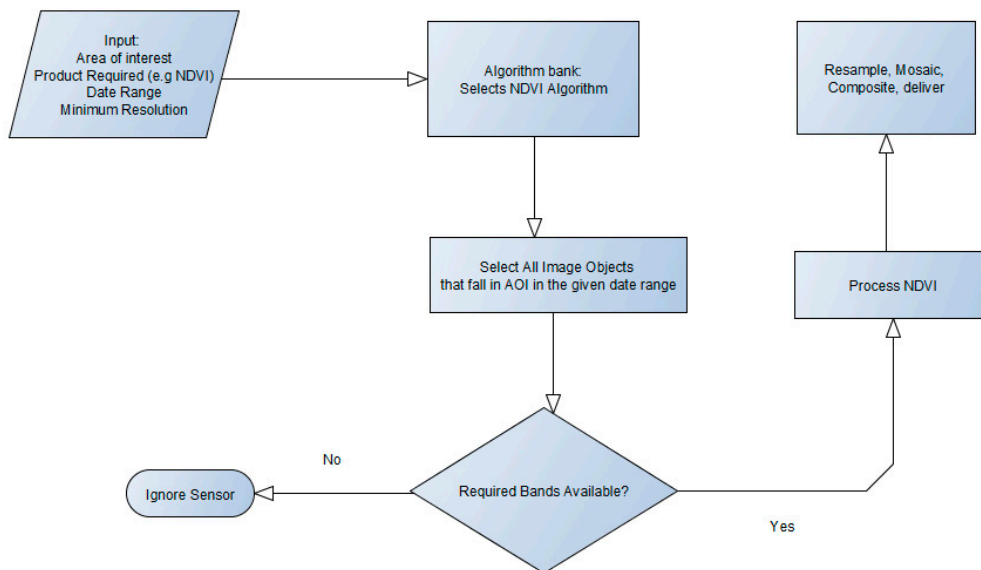 Input:
Area of interest
Product Required (e.g NDVI)
Date Range
Minimum Resolution
Algorithm bank:
Selects NDVI Algorithm
Select All Image Objects
that fall in AOI in the given date range
Required Bands Available?
No
Ignore Sensor
Yes
Process NDVI
Resample, Mosaic,
Composite, deliver